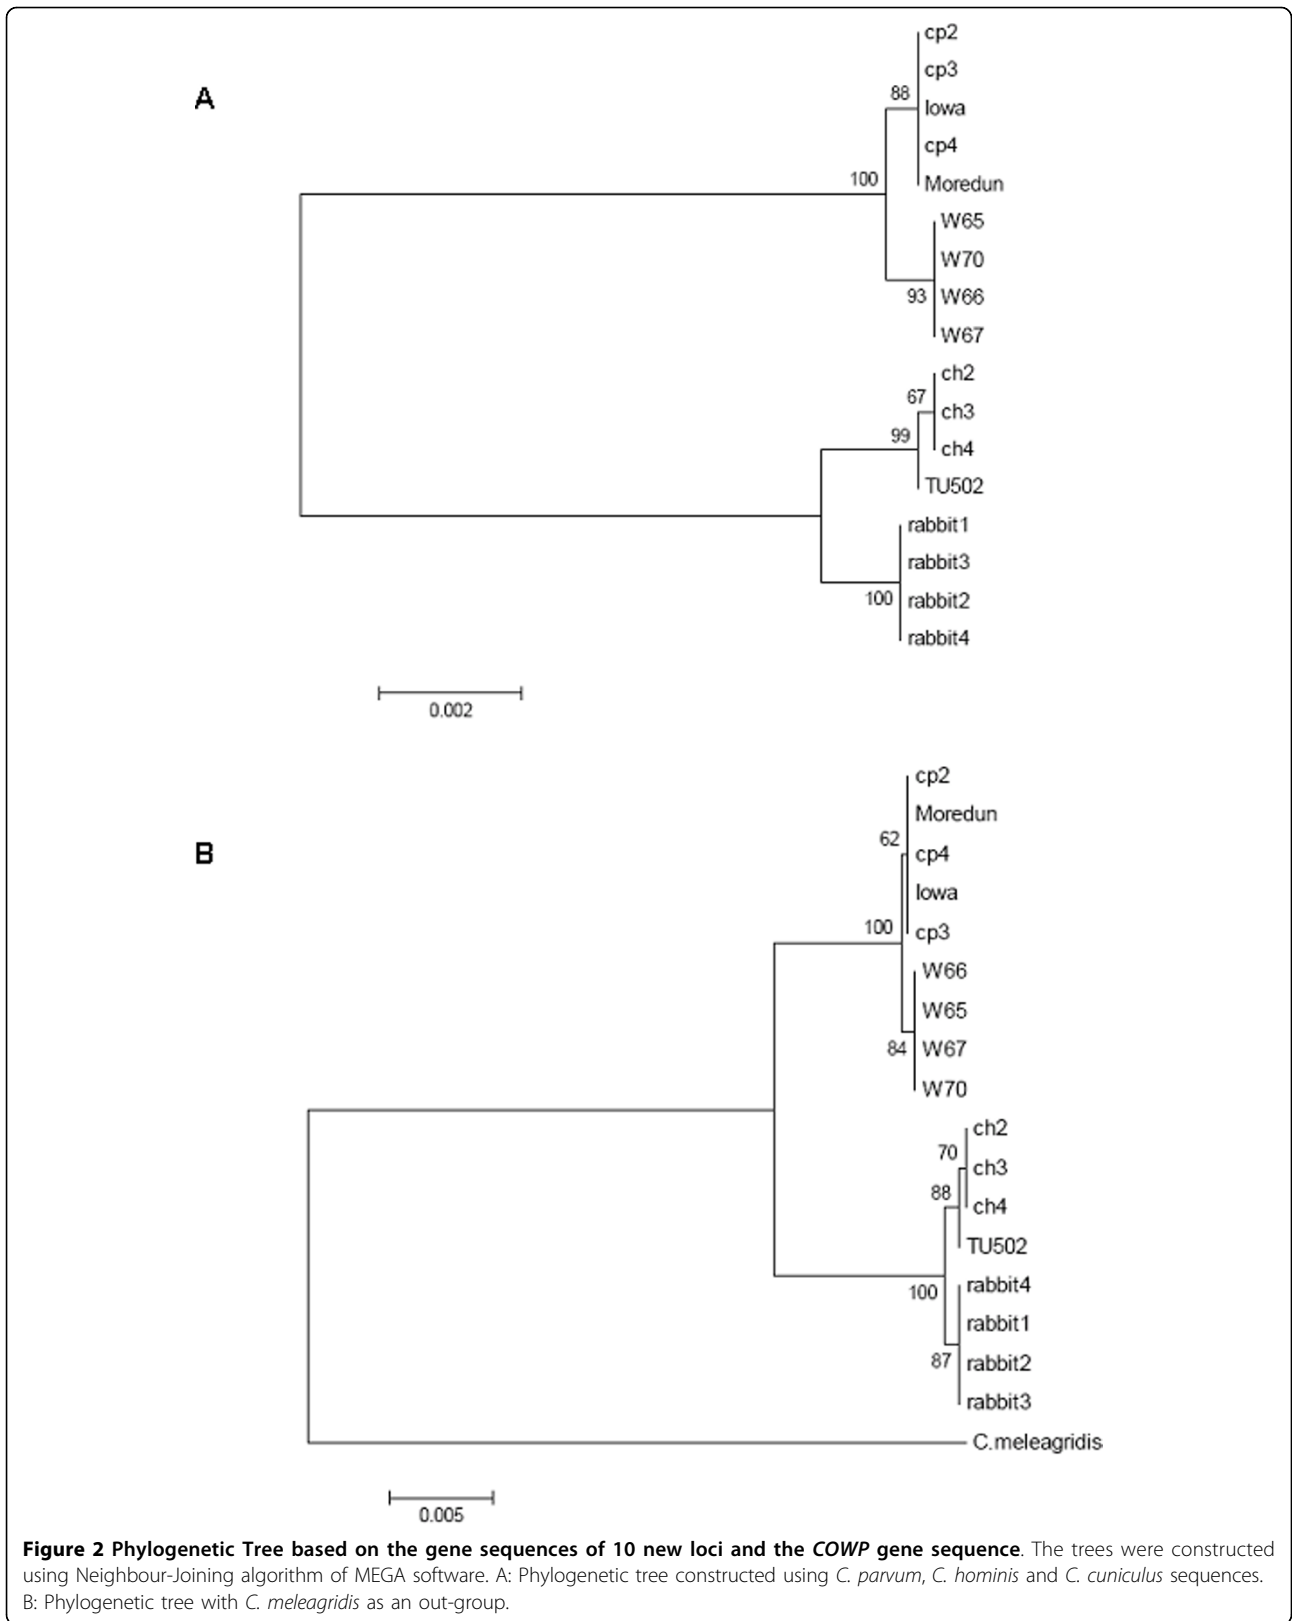 A
cp2
cp3
88
Iowa
cp4
100
Moredun
W65
W70
93
W66
W67
ch2
67
ch3
99
ch4
TU502
rabbit1
rabbit3
100
rabbit2
rabbit4
0.002
B
cp2
Moredun
62
cp4
Iowa
100
cp3
W66
W65
84
W67
W70
ch2
70
ch3
88
ch4
TU502
100
rabbit4
rabbit1
87
rabbit2
rabbit3
C.meleagridis
0.005
Figure 2 Phylogenetic Tree based on the gene sequences of 10 new loci and the COWP gene sequence. The trees were constructed
using Neighbour-Joining algorithm of MEGA software. A: Phylogenetic tree constructed using C. parvum, C. hominis and C. cuniculus sequences.
B: Phylogenetic tree with C. meleagridis as an out-group.